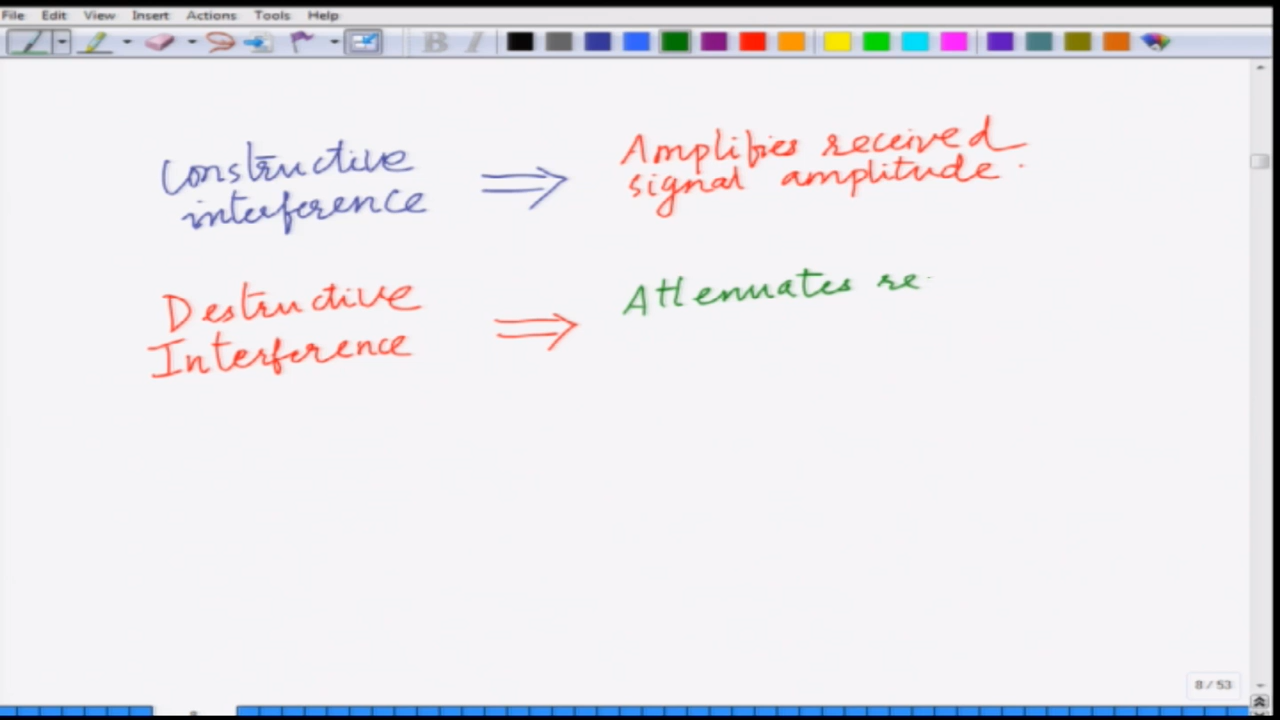 File Edit View Insert Actions Tools Help
B I
Constructive
interference
⇒
Amplifies received
signal amplitude.
Destructive
Interference
⇒
Attenuates re
8 / 53